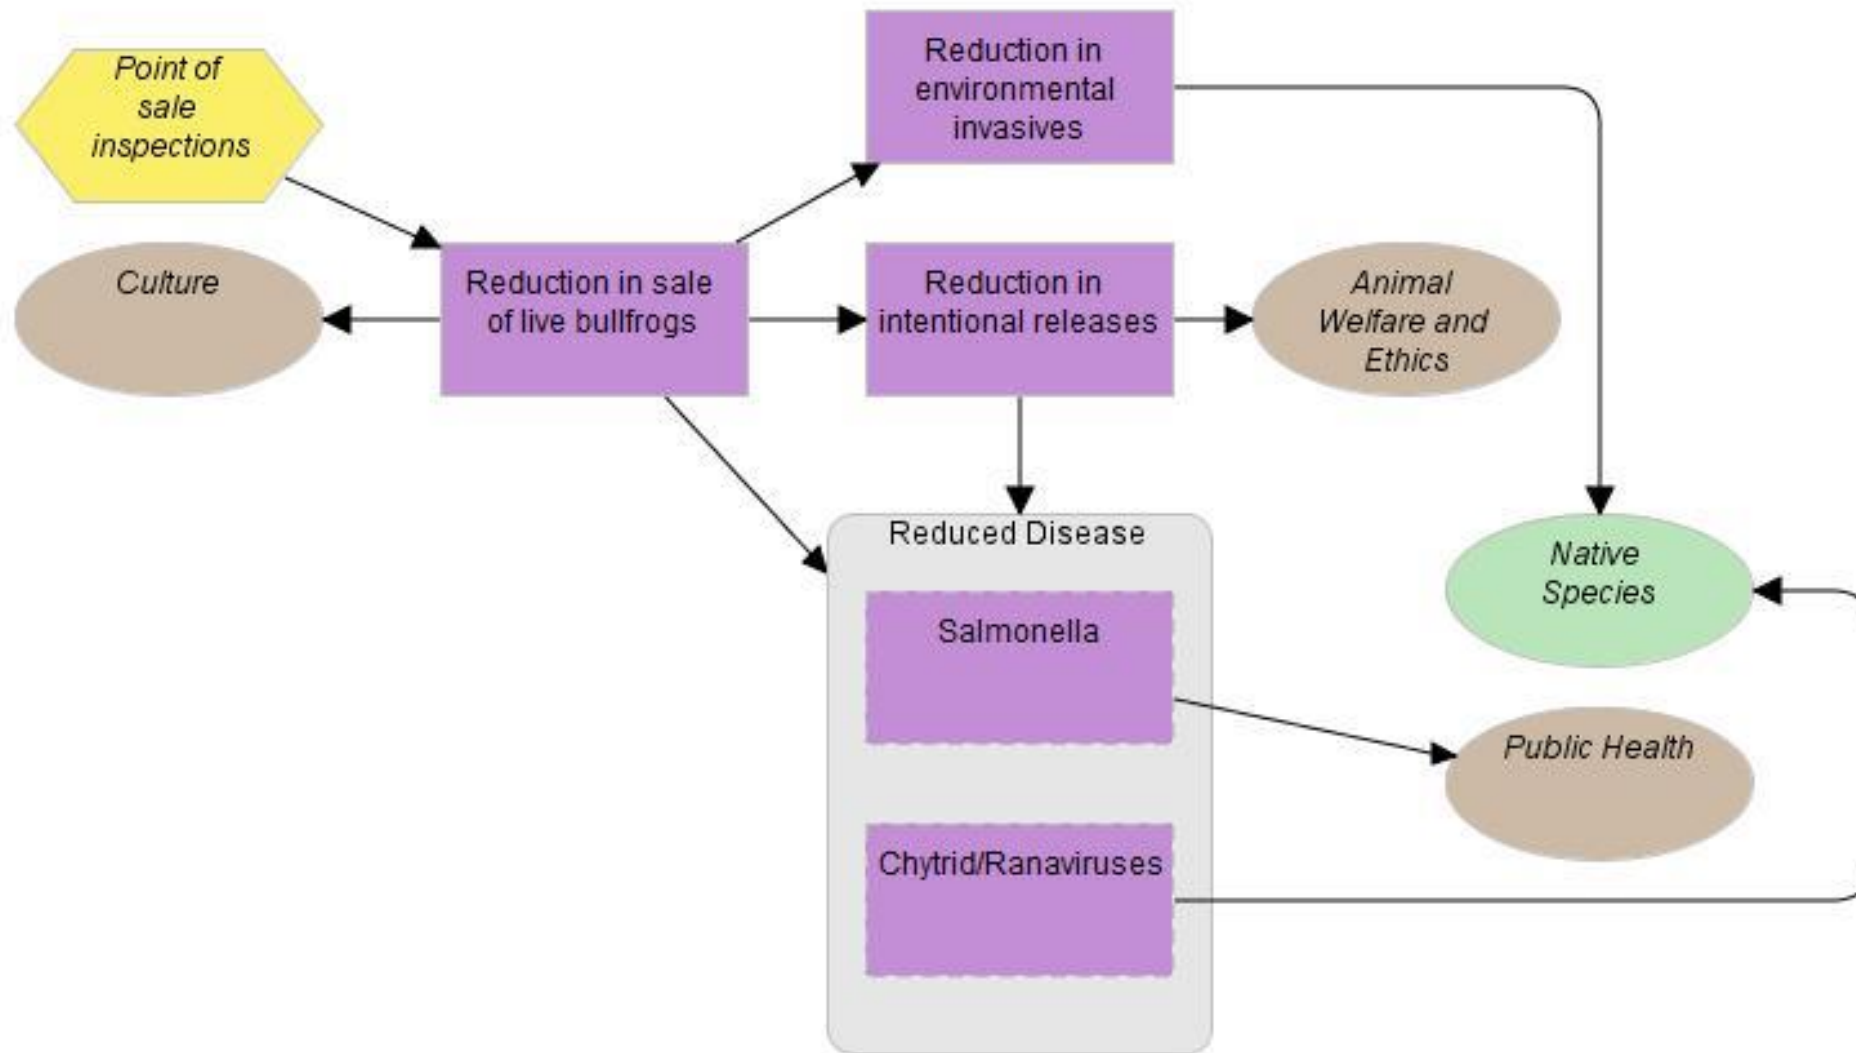 Point of
sale
inspections
Reduction in
environmental
invasives
Culture
Reduction in sale
of live bullfrogs
Reduction in
intentional releases
Animal
Welfare and
Ethics
Reduced Disease
Salmonella
Chytrid/Ranaviruses
Native
Species
Public Health